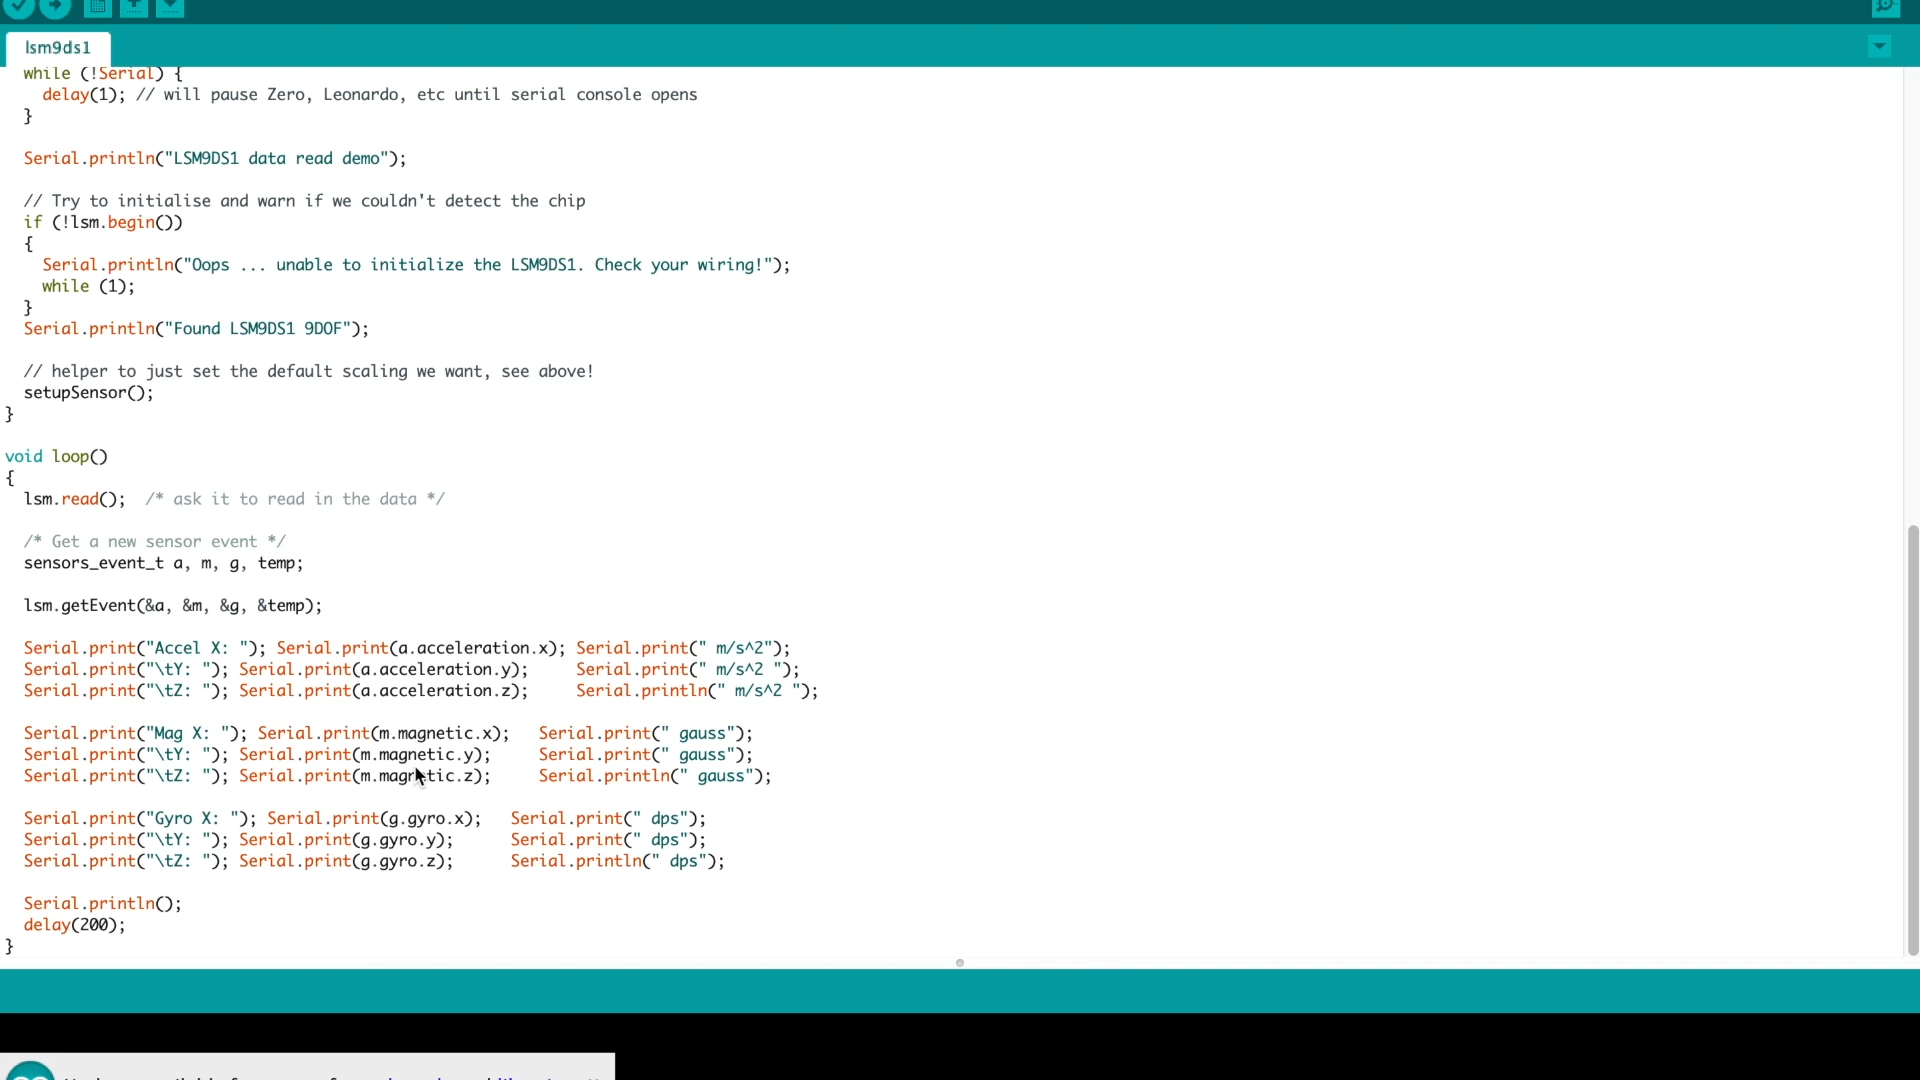 lsm9ds1
while (!Serial) {
delay(1); // will pause Zero, Leonardo, etc until serial console opens
}
Serial.println("LSM9DS1 data read demo");
// Try to initialise and warn if we couldn't detect the chip
if (!lsm.begin())
{
Serial.println("Oops ... unable to initialize the LSM9DS1. Check your wiring!");
while (1);
}
Serial.println("Found LSM9DS1 9DOF");
// helper to just set the default scaling we want, see above!
setupSensor();
}
void loop()
{
lsm.read();  /* ask it to read in the data */
/* Get a new sensor event */
sensors_event_t a, m, g, temp;
lsm.getEvent(&a, &m, &g, &temp);
Serial.print("Accel X: "); Serial.print(a.acceleration.x); Serial.print(" m/s^2");
Serial.print("\tY: "); Serial.print(a.acceleration.y);     Serial.print(" m/s^2 ");
Serial.print("\tZ: "); Serial.print(a.acceleration.z);     Serial.println(" m/s^2 ");
Serial.print("Mag X: "); Serial.print(m.magnetic.x);   Serial.print(" gauss");
Serial.print("\tY: "); Serial.print(m.magnetic.y);     Serial.print(" gauss");
Serial.print("\tZ: "); Serial.print(m.magnetic.z);     Serial.println(" gauss");
Serial.print("Gyro X: "); Serial.print(g.gyro.x);   Serial.print(" dps");
Serial.print("\tY: "); Serial.print(g.gyro.y);      Serial.print(" dps");
Serial.print("\tZ: "); Serial.print(g.gyro.z);      Serial.println(" dps");
Serial.println();
delay(200);
}